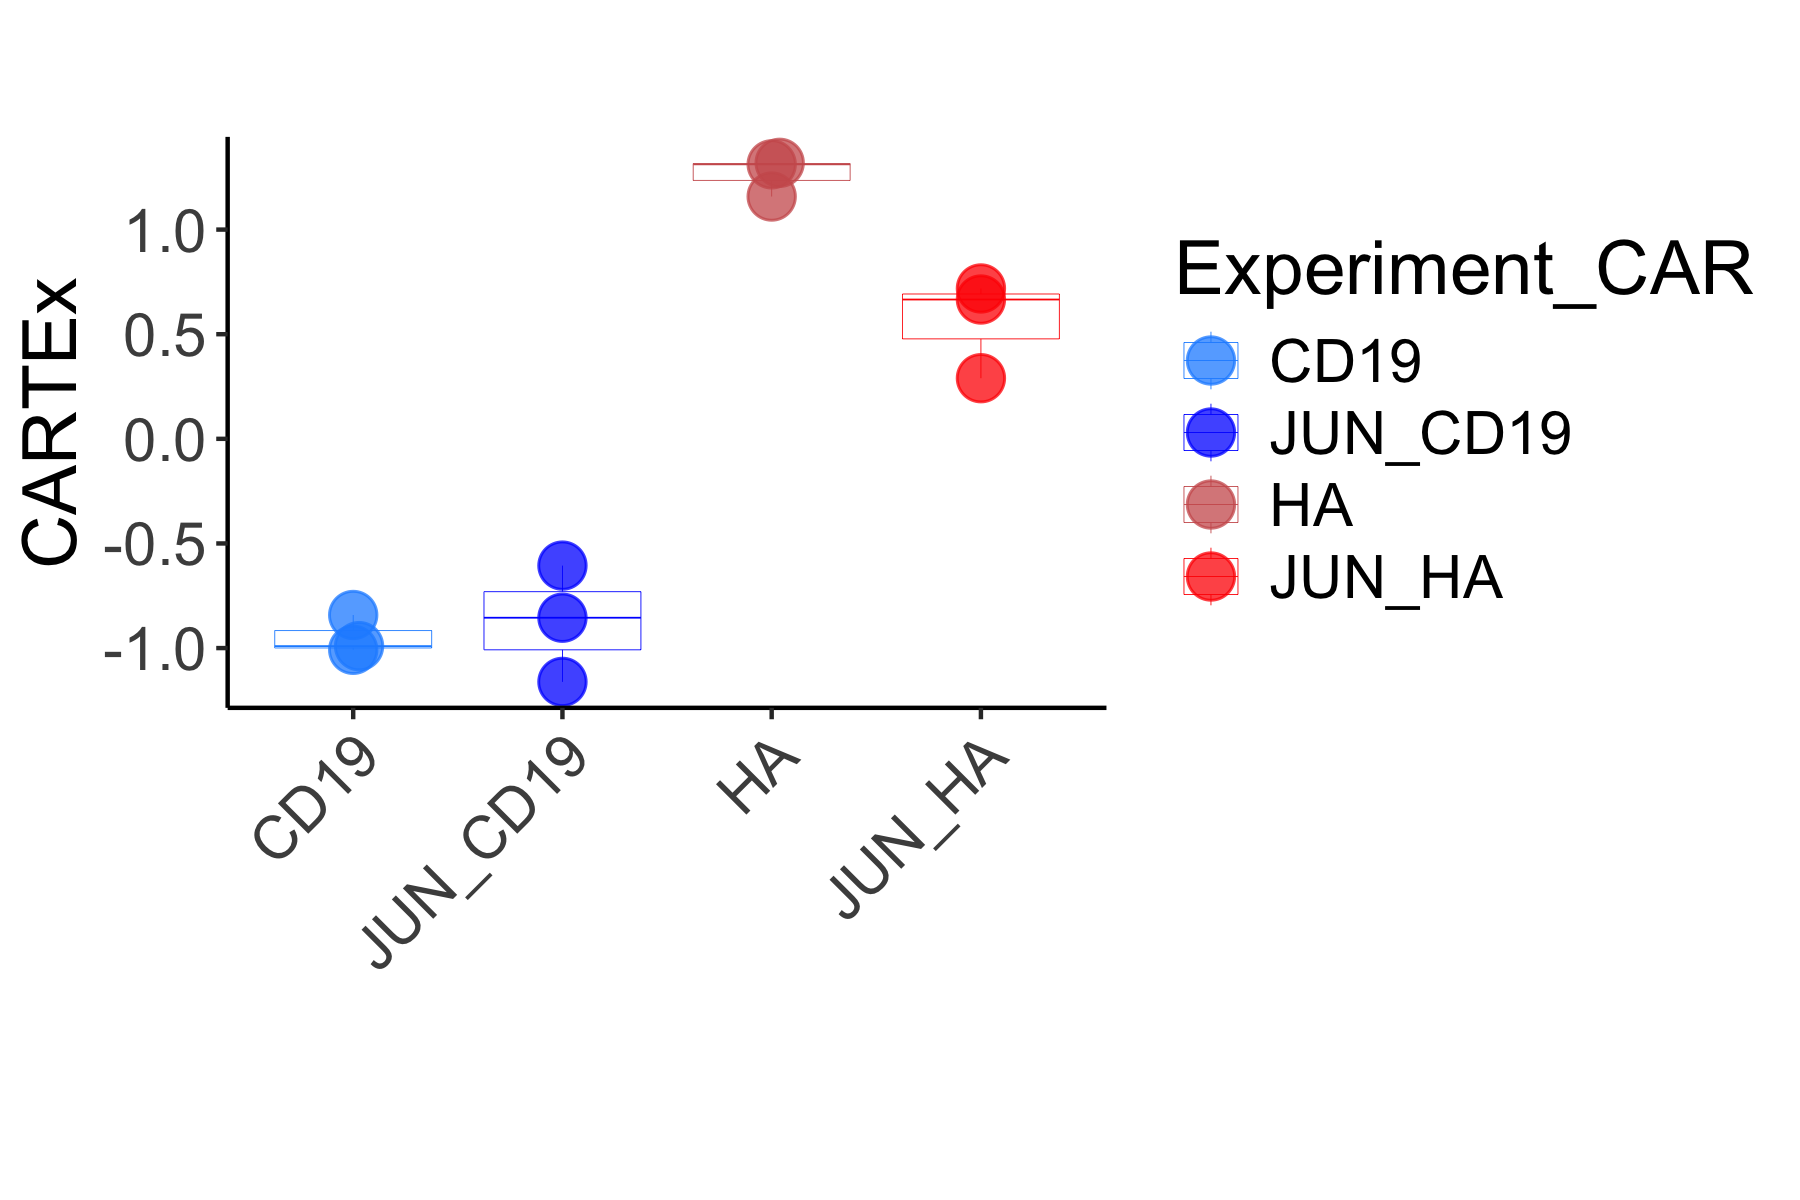 CARTEx
1.0
0.5
0.0
-0.5
-1.0
CD19
JUN_CD19
HA
JUN_HA
Experiment_CAR
CD19
JUN_CD19
HA
JUN_HA